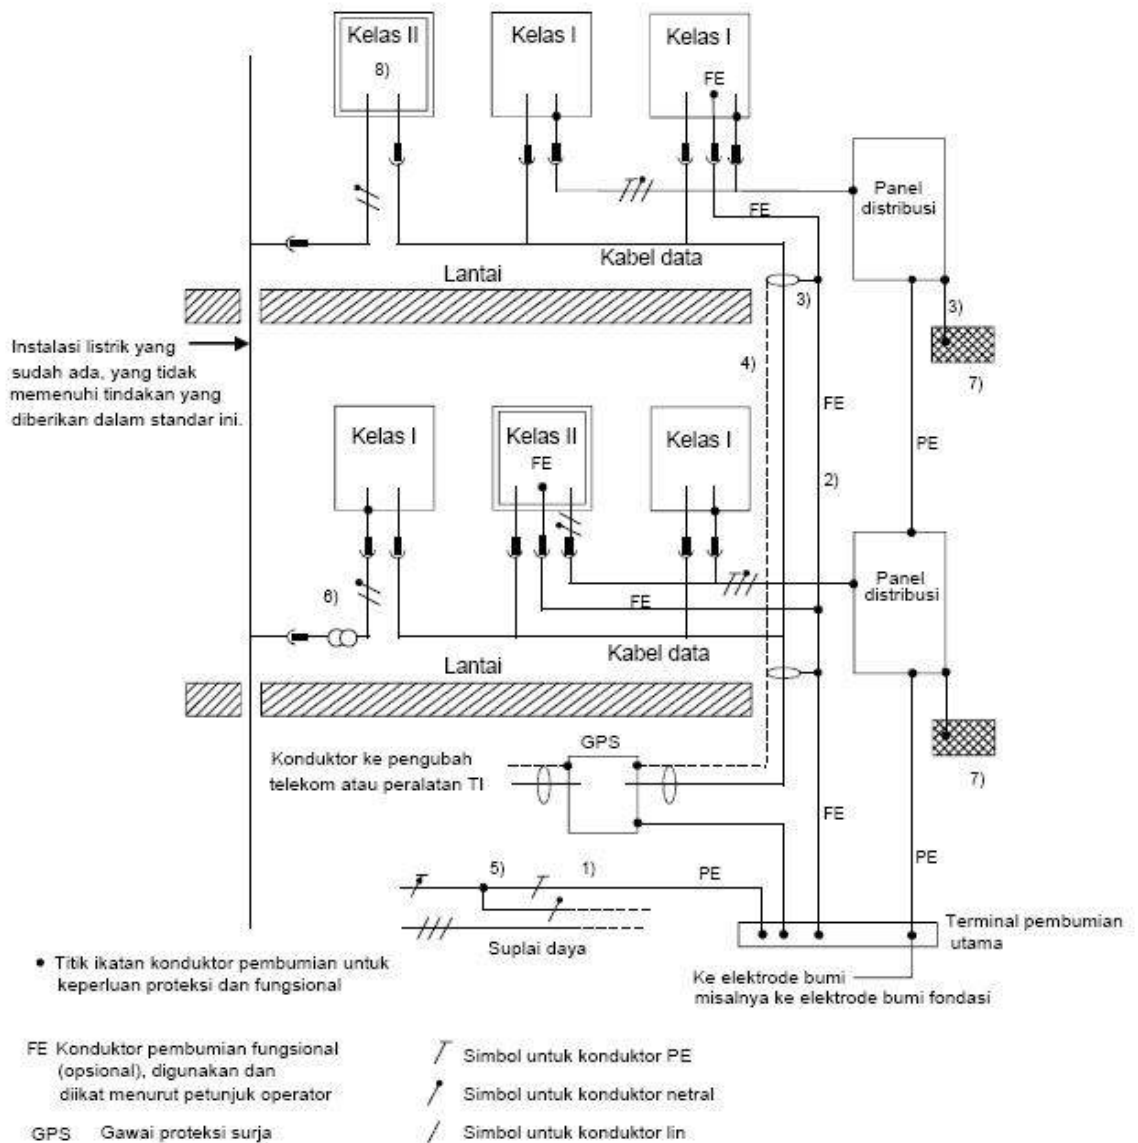 Kelas II
Kelas I
Kelas I
8)
FE
Panel
distribusi
FE
Kabel data
Lantai
3)
3)
Instalasi listrik yang
sudah ada, yang tidak
memenuhi tindakan yang
diberikan dalam standar ini.
4)
7)
FE
Kelas I
Kelas II
Kelas I
FE
PE
2)
Panel
distribusi
6)
FE
Kabel data
Lantai
GPS
Konduktor ke pengubah
telekom atau peralatan TI
7)
FE
PE
5)
1)
PE
Suplai daya
Terminal pembumian
utama
Titik ikatan konduktor pembumian untuk
keperluan proteksi dan fungsional
Ke elektrode bumi
misalnya ke elektrode bumi fondasi
FE Konduktor pembumian fungsional
(opsional), digunakan dan
diikat menurut petunjuk operator
GPS Gawai proteksi surja
Simbol untuk konduktor PE
Simbol untuk konduktor netral
Simbol untuk konduktor lin